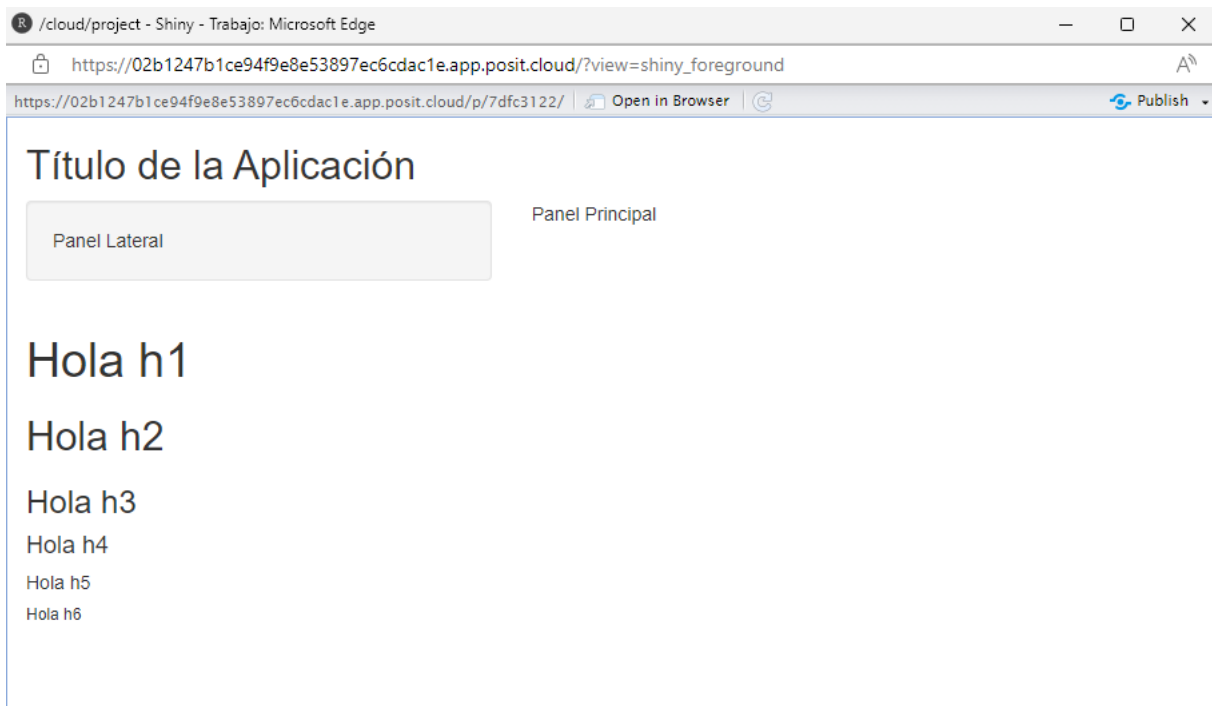 R /cloud/project - Shiny - Trabajo: Microsoft Edge
https://02b1247b1ce94f9e8e53897ec6cdac1e.app.posit.cloud/?view=shiny_foreground
https://02b1247b1ce94f9e8e53897ec6cdac1e.app.posit.cloud/p/7dfc3122/ Open in Browser Publish
Título de la Aplicación
Panel Lateral
Panel Principal
Hola h1
Hola h2
Hola h3
Hola h4
Hola h5
Hola h6